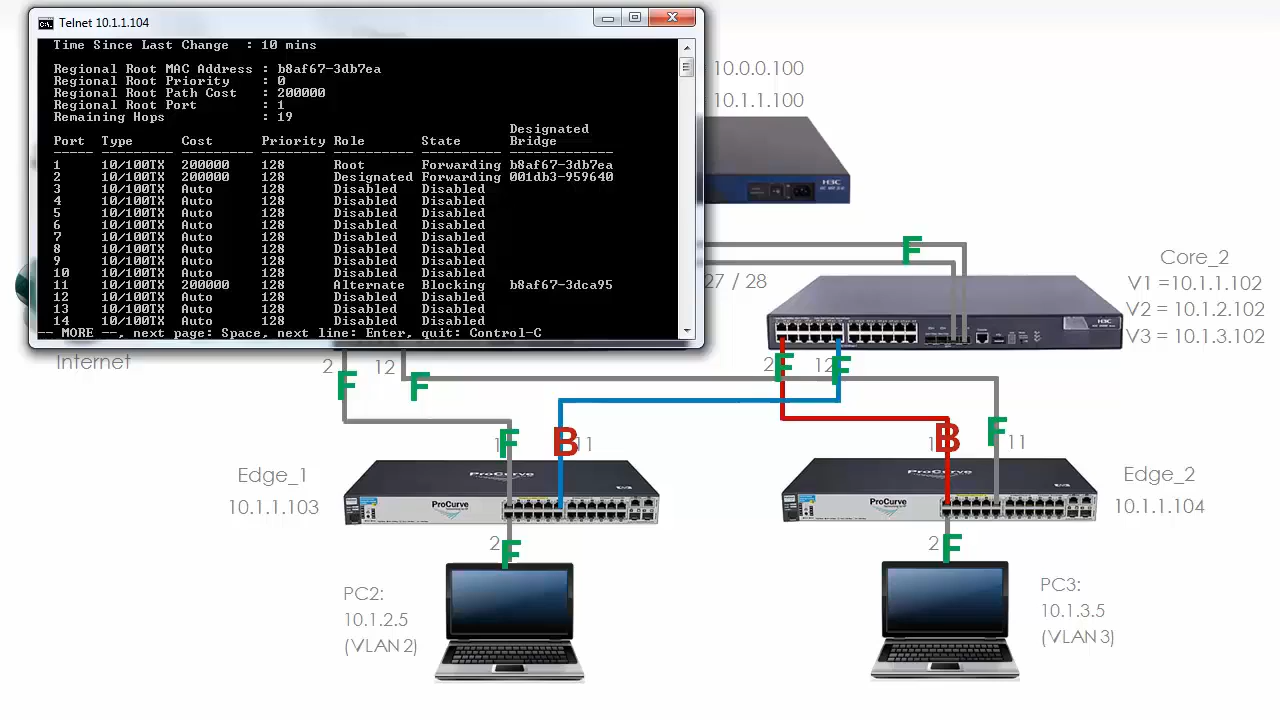 Telnet 10.1.1.104
Time Since Last Change : 10 mins
Regional Root MAC Address : b8af67-3db7ea
Regional Root Priority : 0
Regional Root Path Cost : 200000
Regional Root Port : 1
Remaining Hops : 19
Designated
Port Type Cost Priority Role State Bridge
1 10/100TX 200000 128 Root Forwarding b8af67-3db7ea
2 10/100TX 200000 128 Designated Forwarding 001db3-959640
3 10/100TX Auto 128 Disabled Disabled
4 10/100TX Auto 128 Disabled Disabled
5 10/100TX Auto 128 Disabled Disabled
6 10/100TX Auto 128 Disabled Disabled
7 10/100TX Auto 128 Disabled Disabled
8 10/100TX Auto 128 Disabled Disabled
9 10/100TX Auto 128 Disabled Disabled
10 10/100TX Auto 128 Disabled Disabled
11 10/100TX 200000 128 Alternate Blocking b8af67-3dca95
12 10/100TX Auto 128 Disabled Disabled
13 10/100TX Auto 128 Disabled Disabled
14 10/100TX Auto 128 Disabled Disabled
-- MORE --, next page: Space, next line: Enter, quit: Control-C
10.0.0.100
10.1.1.100
H3C
F
27 / 28
Core_2
V1 =10.1.1.102
V2 = 10.1.2.102
V3 = 10.1.3.102
H3C
Internet
2 12
F F
2 12
F F
F B 11
B F 11
Edge_1
10.1.1.103
ProCurve
ProCurve
Edge_2
10.1.1.104
ProCurve
ProCurve
2 F
2 F
PC2:
10.1.2.5
(VLAN 2)
PC3:
10.1.3.5
(VLAN 3)